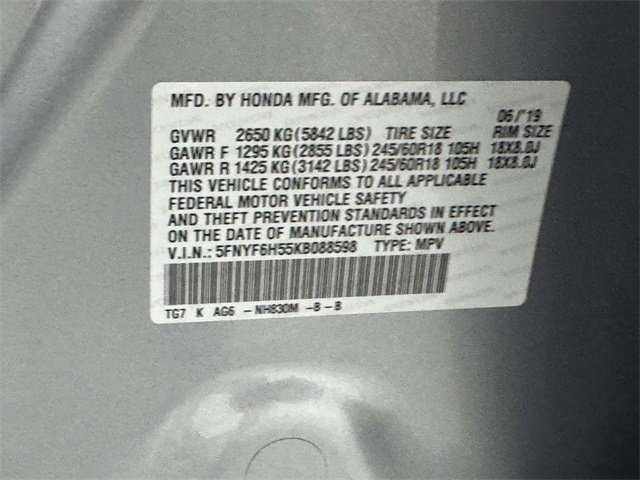 MFD. BY HONDA MFG. OF ALABAMA, LLC
06/'19
GVWR 2650 KG(5842 LBS) TIRE SIZE RIM SIZE
GAWR F 1295 KG(2855 LBS)245/60R18 105H 18X8.0J
GAWR R 1425 KG(3142 LBS)245/60R18 105H 18X8.0J
THIS VEHICLE CONFORMS TO ALL APPLICABLE
FEDERAL MOTOR VEHICLE SAFETY
AND THEFT PREVENTION STANDARDS IN EFFECT
ON THE DATE OF MANUFACTURE SHOWN ABOVE.
V.I.N.: 5FNYF6H55KB088598 TYPE: MPV
TG7 K AG6 -NH830M -B-B